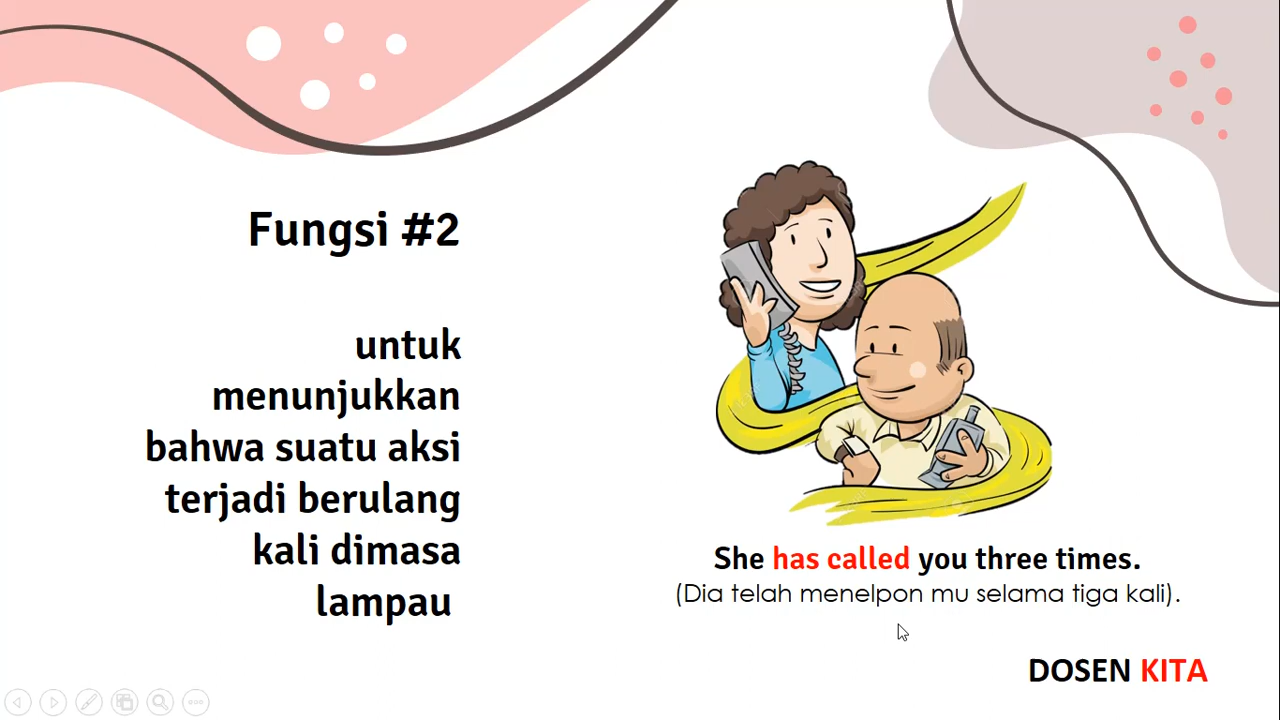 Fungsi #2
untuk
menunjukkan
bahwa suatu aksi
terjadi berulang
kali dimasa
lampau
She has called you three times.
(Dia telah menelpon mu selama tiga kali).
DOSEN KITA